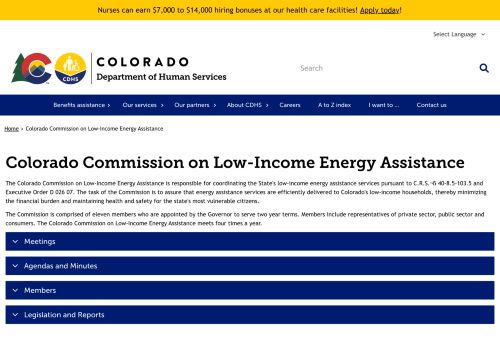 Nurses can earn $7,000 to $14,000 hiring bonuses at our health care facilities! Apply today!
Select Language
COLORADO
Department of Human Services
CDHS
Search
Benefits assistance
Our services
Our partners
About CDHS
Careers
A to Z index
I want to ...
Contact us
Home › Colorado Commission on Low-Income Energy Assistance
Colorado Commission on Low-Income Energy Assistance
The Colorado Commission on Low-Income Energy Assistance is responsible for coordinating the State's low-income energy assistance services pursuant to C.R.S. 40-8.5-103.5 and
Executive Order D 026 07. The task of the Commission is to assure that energy assistance services are efficiently delivered to Colorado's low-income households, thereby minimizing
the financial burden and maintaining health and safety for the state's most vulnerable citizens.
The Commission is comprised of eleven members who are appointed by the Governor to serve two year terms. Members include representatives of private sector, public sector and
consumers. The Colorado Commission on Low-Income Energy Assistance meets four times a year.
Meetings
Agendas and Minutes
Members
Legislation and Reports